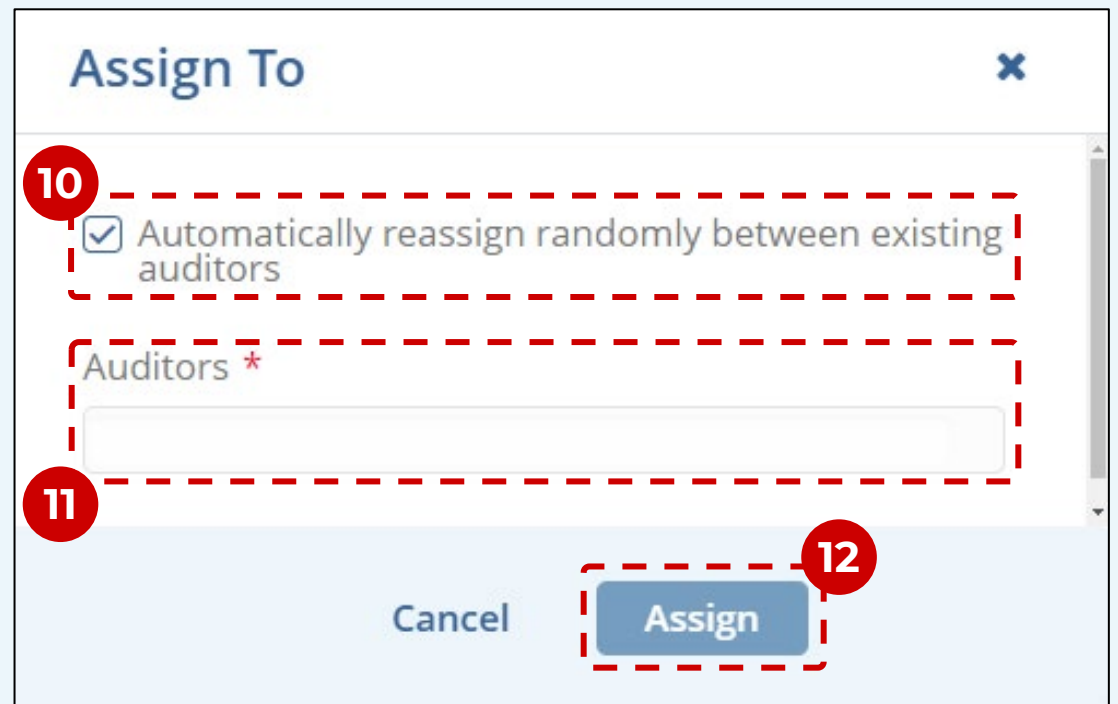 Assign To
10
Automatically reassign randomly between existing
auditors
Auditors *
11
12
Cancel
Assign